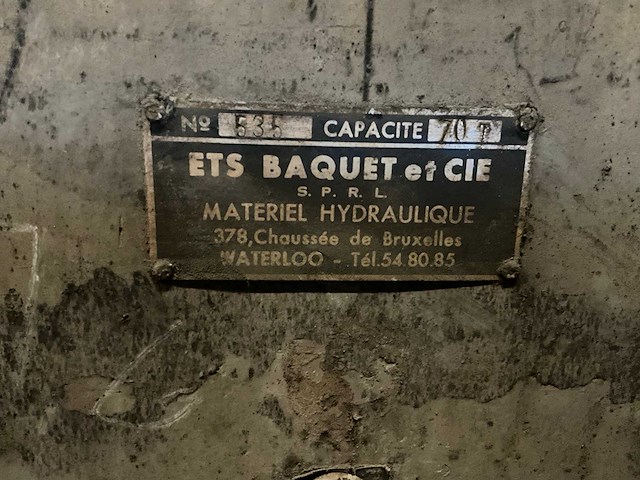 Nº 535 CAPACITE 70 T
ETS BAQUET et CIE
S. P. R. L.
MATERIEL HYDRAULIQUE
378, Chaussée de Bruxelles
WATERLOO - Tél. 54.80.85